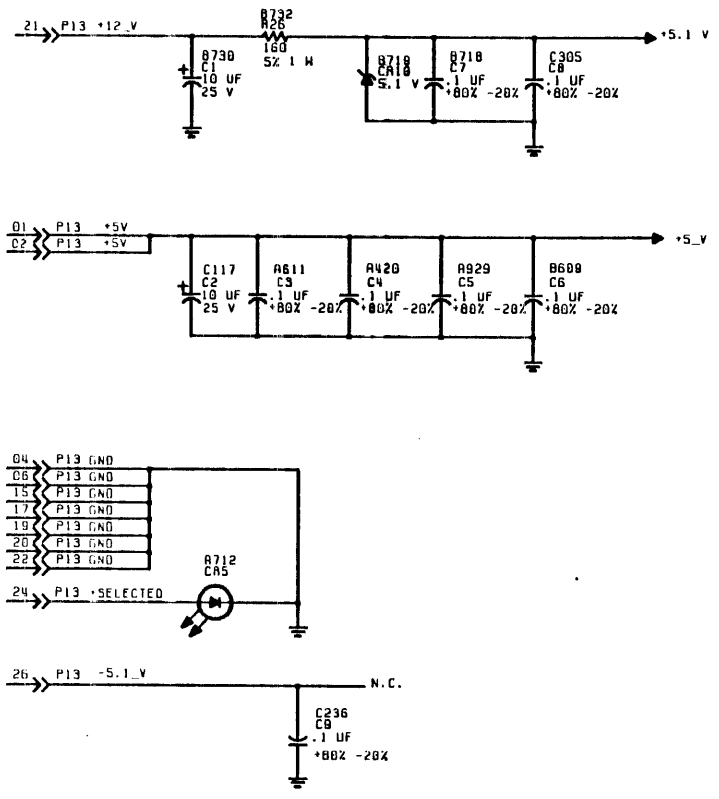 21 P13 +12_V
B732
R26
160
5% 1 W
+5.1 V
B730
C1
10 UF
25 V
B719
CR10
5.1 V
B718
C7
.1 UF
+80% -20%
C305
C8
.1 UF
+80% -20%
01 P13 +5V
02 P13 +5V
+5_V
C117
C2
10 UF
25 V
A611
C3
.1 UF
+80% -20%
A420
C4
.1 UF
+80% -20%
A929
C5
.1 UF
+80% -20%
B609
C6
.1 UF
+80% -20%
04 P13 GND
06 P13 GND
15 P13 GND
17 P13 GND
19 P13 GND
20 P13 GND
22 P13 GND
A712
CR5
24 P13 +SELECTED
26 P13 -5.1_V
N.C.
C236
C9
.1 UF
+80% -20%